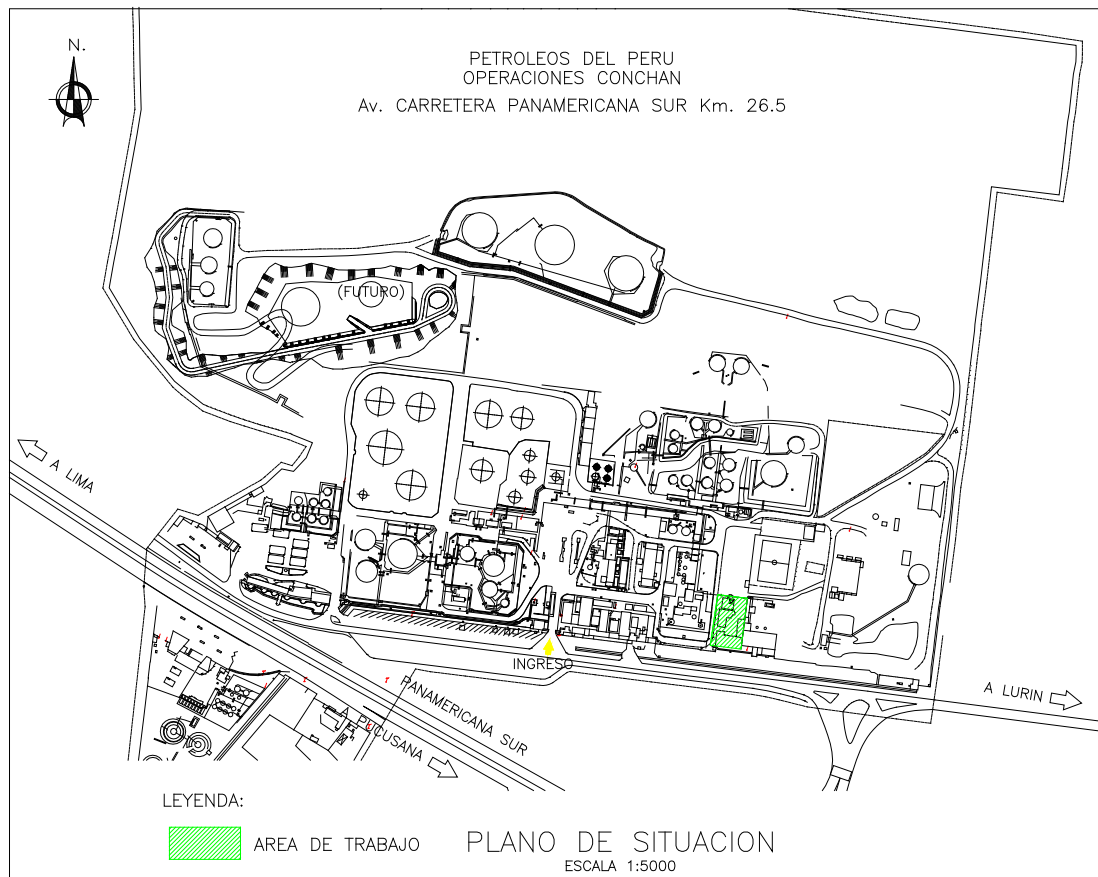 N.
PETROLEOS DEL PERU
OPERACIONES CONCHAN
Av. CARRETERA PANAMERICANA SUR Km. 26.5
(FUTURO)
A LIMA
INGRESO
A LURIN
PANAMERICANA SUR
A PUCUSANA
LEYENDA:
AREA DE TRABAJO
PLANO DE SITUACION
ESCALA 1:5000